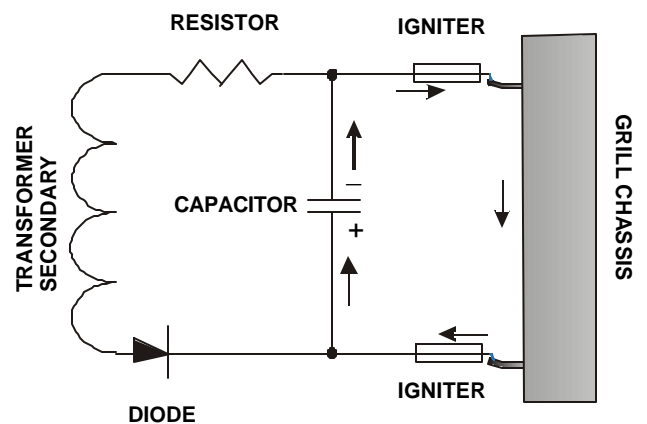 RESISTOR
IGNITER
TRANSFORMER
SECONDARY
CAPACITOR
–
+
GRILL CHASSIS
IGNITER
DIODE